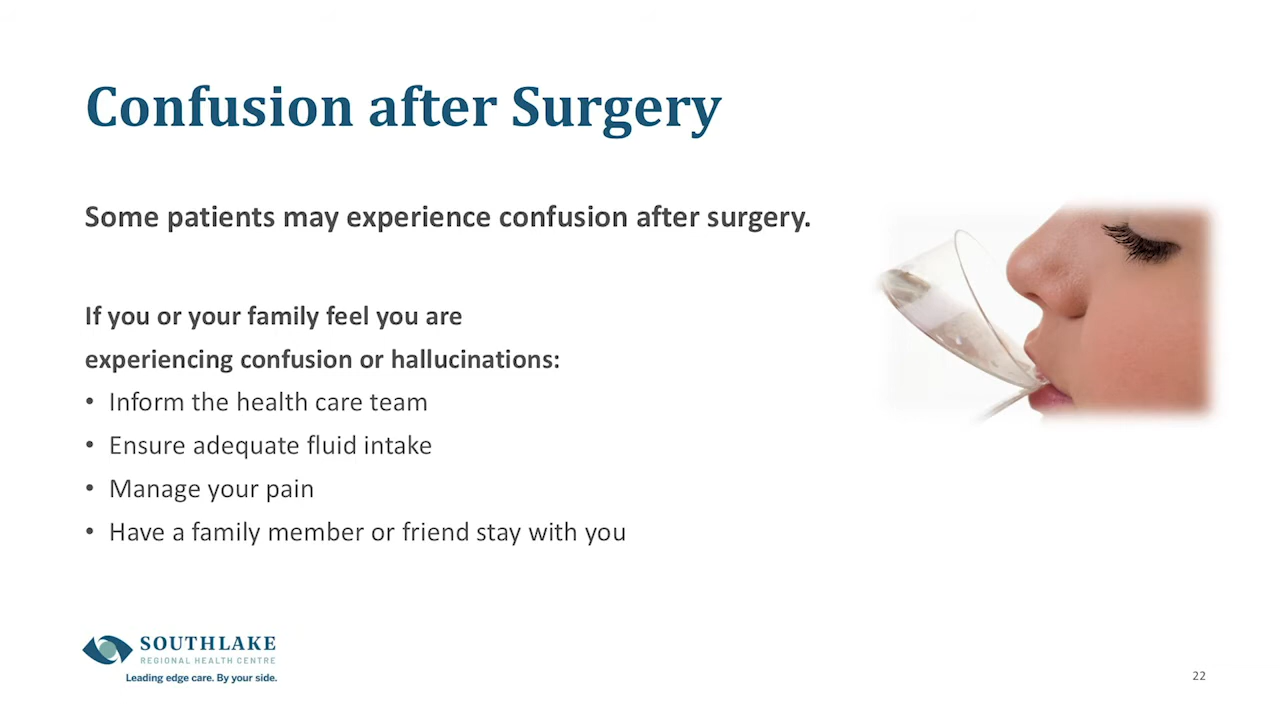 Confusion after Surgery
Some patients may experience confusion after surgery.
If you or your family feel you are
experiencing confusion or hallucinations:
• Inform the health care team
• Ensure adequate fluid intake
• Manage your pain
• Have a family member or friend stay with you
SOUTHLAKE
REGIONAL HEALTH CENTRE
Leading edge care. By your side.
22